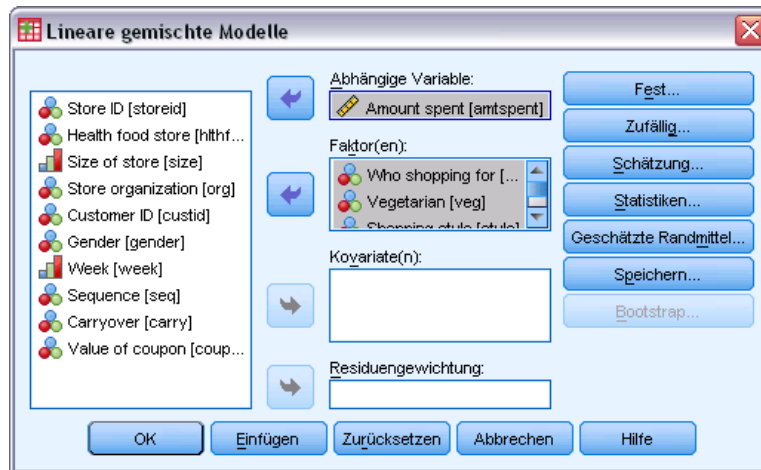 Lineare gemischte Modelle
Store ID [storeid]
Health food store [hlthf...
Size of store [size]
Store organization [org]
Customer ID [custid]
Gender [gender]
Week [week]
Sequence [seq]
Carryover [carry]
Value of coupon [coup...
Abhängige Variable:
Amount spent [amtspent]
Faktor(en):
Who shopping for [...
Vegetarian [veg]
Shopping style [style]
Kovariate(n):
Residuengewichtung:
Fest...
Zufällig...
Schätzung...
Statistiken...
Geschätzte Randmittel...
Speichern...
Bootstrap...
OK
Einfügen
Zurücksetzen
Abbrechen
Hilfe